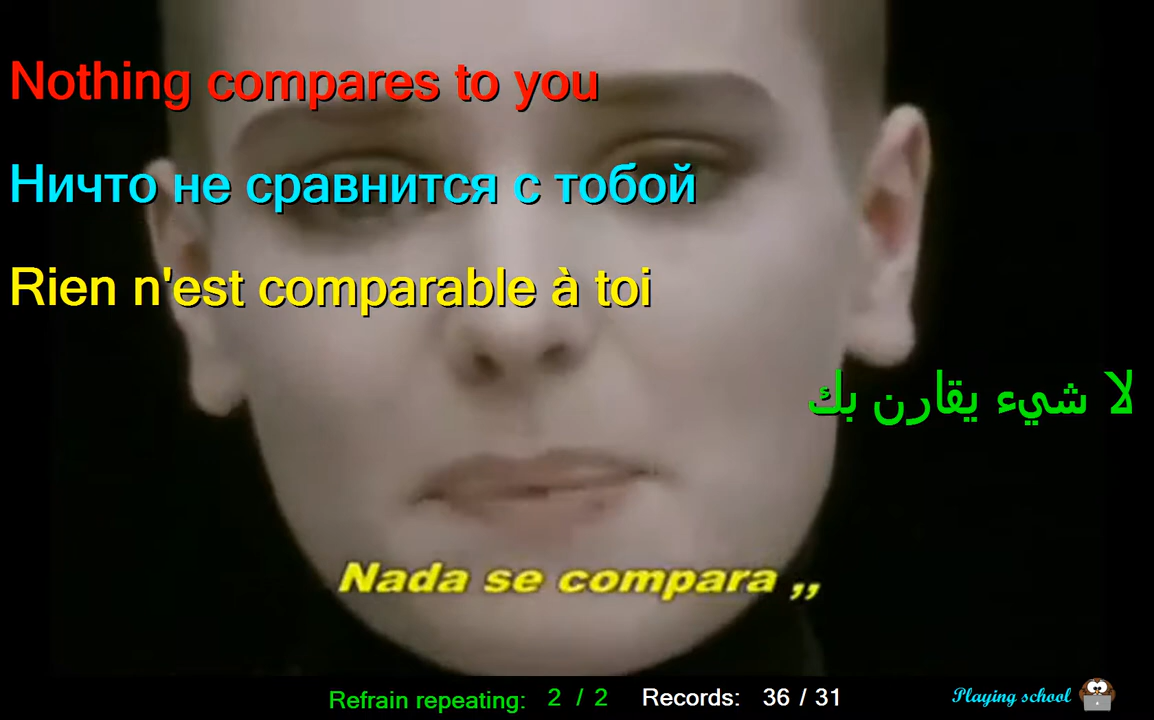 Nothing compares to you
Ничто не сравнится с тобой
Rien n'est comparable à toi
لا شيء يقارن بك
Nada se compara ,,
Refrain repeating: 2 / 2 Records: 36 / 31 Playing school